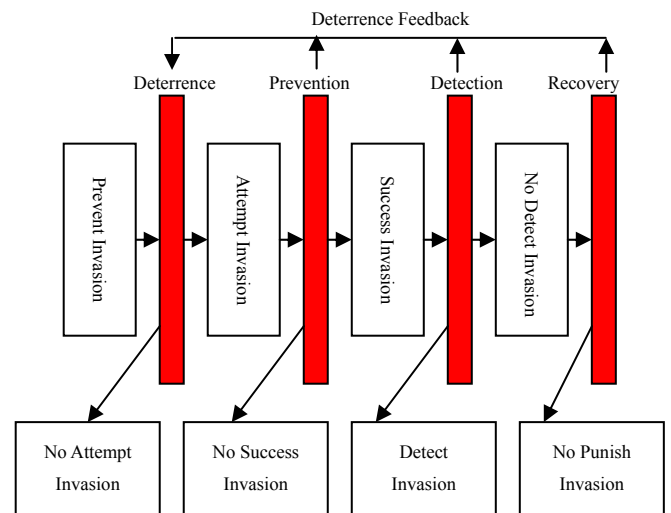 Deterrence Feedback
Deterrence
Prevention
Detection
Recovery
Prevent Invasion
Attempt Invasion
Success Invasion
No Detect Invasion
No Attempt
Invasion
No Success
Invasion
Detect
Invasion
No Punish
Invasion